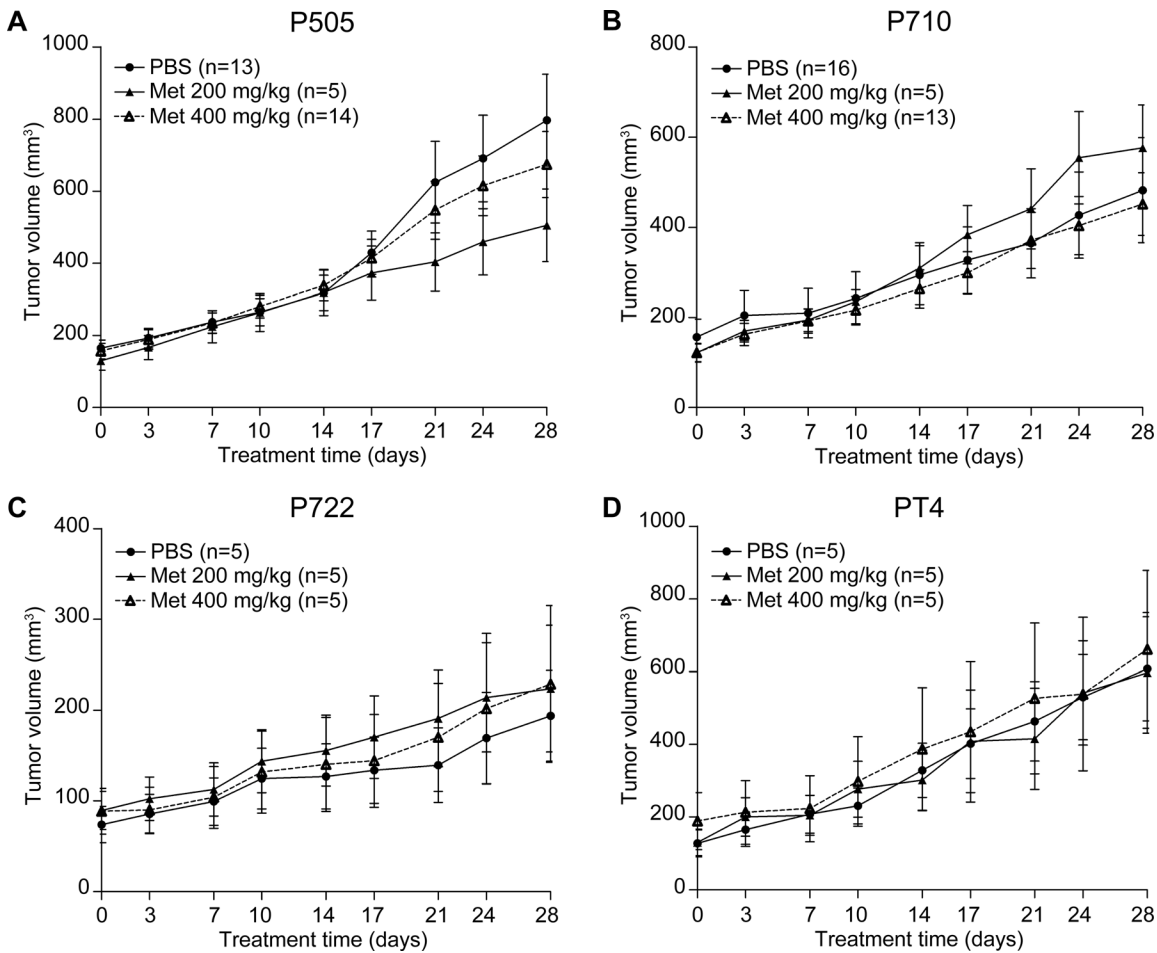 A
P505
1000
800
600
400
200
0
Tumor volume (mm³)
PBS (n=13)
Met 200 mg/kg (n=5)
Met 400 mg/kg (n=14)
0 3 7 10 14 17 21 24 28
Treatment time (days)
B
P710
800
600
400
200
0
Tumor volume (mm³)
PBS (n=16)
Met 200 mg/kg (n=5)
Met 400 mg/kg (n=13)
0 3 7 10 14 17 21 24 28
Treatment time (days)
C
P722
400
300
200
100
0
Tumor volume (mm³)
PBS (n=5)
Met 200 mg/kg (n=5)
Met 400 mg/kg (n=5)
0 3 7 10 14 17 21 24 28
Treatment time (days)
D
PT4
1000
800
600
400
200
0
Tumor volume (mm³)
PBS (n=5)
Met 200 mg/kg (n=5)
Met 400 mg/kg (n=5)
0 3 7 10 14 17 21 24 28
Treatment time (days)